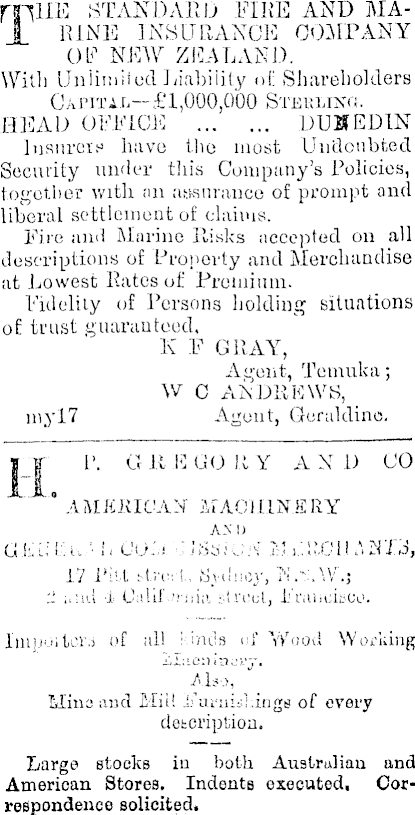 THE STANDARD FIRE AND MA-
RINE INSURANCE COMPANY
OF NEW ZEALAND.
With Unlimited Liability of Shareholders
CAPITAL—£1,000,000 STERLING.
HEAD OFFICE ... ... DUNEDIN
Insurers have the most Undoubted
Security under this Company's Policies,
together with an assurance of prompt and
liberal settlement of claims.
Fire and Marine Risks accepted on all
descriptions of Property and Merchandise
at Lowest Rates of Premium.
Fidelity of Persons holding situations
of trust guaranteed,
K F GRAY,
Agent, Temuka;
W C ANDREWS,
my17 Agent, Geraldine.
H. P. GREGORY AND CO
AMERICAN MACHINERY
AND
GENERAL COMMISSION MERCHANTS,
17 Pitt street, Sydney, N.S.W.;
2 and 4 California street, Francisco.
Importers of all kinds of Wood Working
Machinery.
Also,
Mine and Mill Furnishings of every
description.
Large stocks in both Australian and
American Stores. Indents executed. Cor-
respondence solicited.